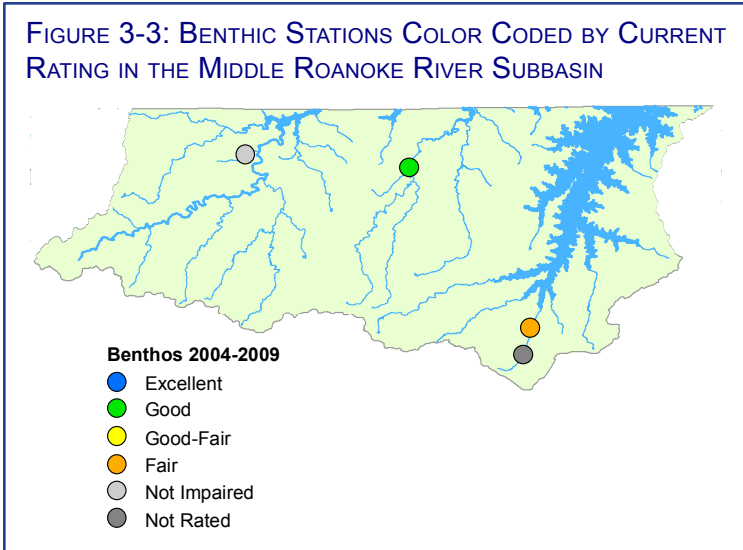 FIGURE 3-3: BENTHIC STATIONS COLOR CODED BY CURRENT
RATING IN THE MIDDLE ROANOKE RIVER SUBBASIN
Benthos 2004-2009
Excellent
Good
Good-Fair
Fair
Not Impaired
Not Rated